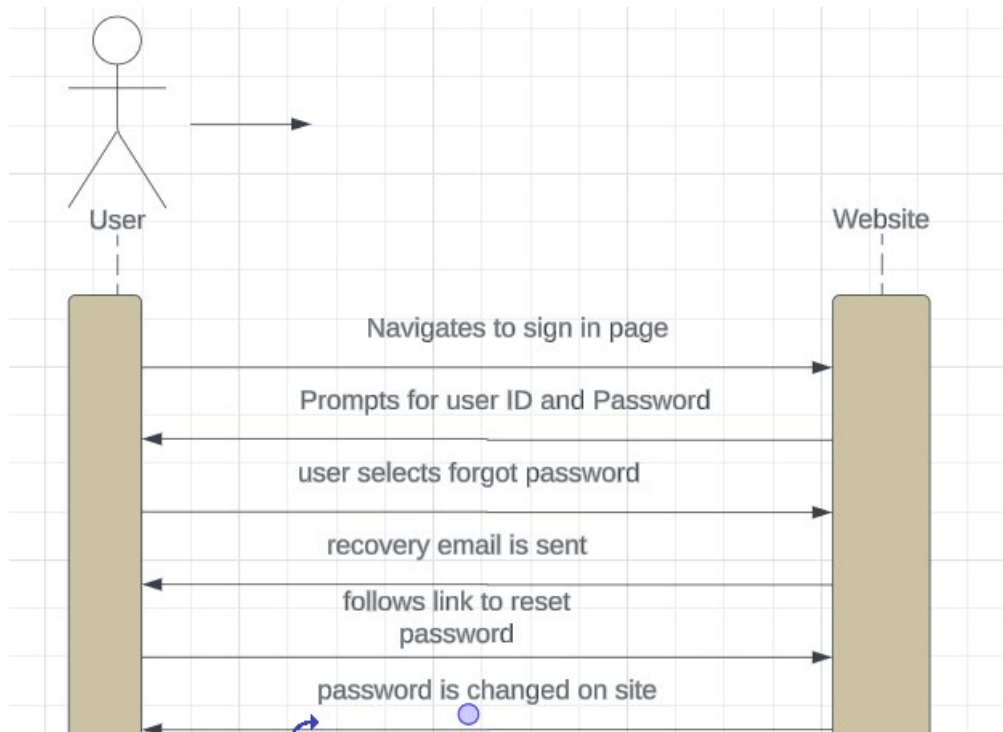 User
Website
Navigates to sign in page
Prompts for user ID and Password
user selects forgot password
recovery email is sent
follows link to reset
password
password is changed on site